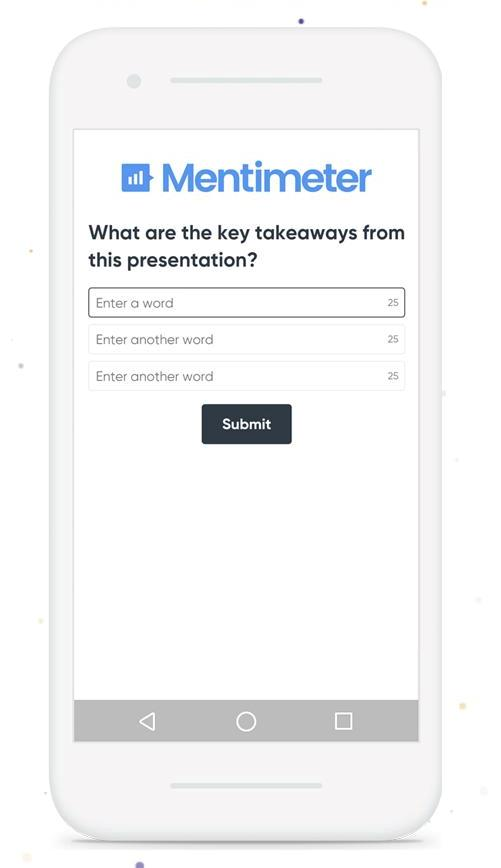 Mentimeter
What are the key takeaways from
this presentation?
Enter a word 25
Enter another word 25
Enter another word 25
Submit